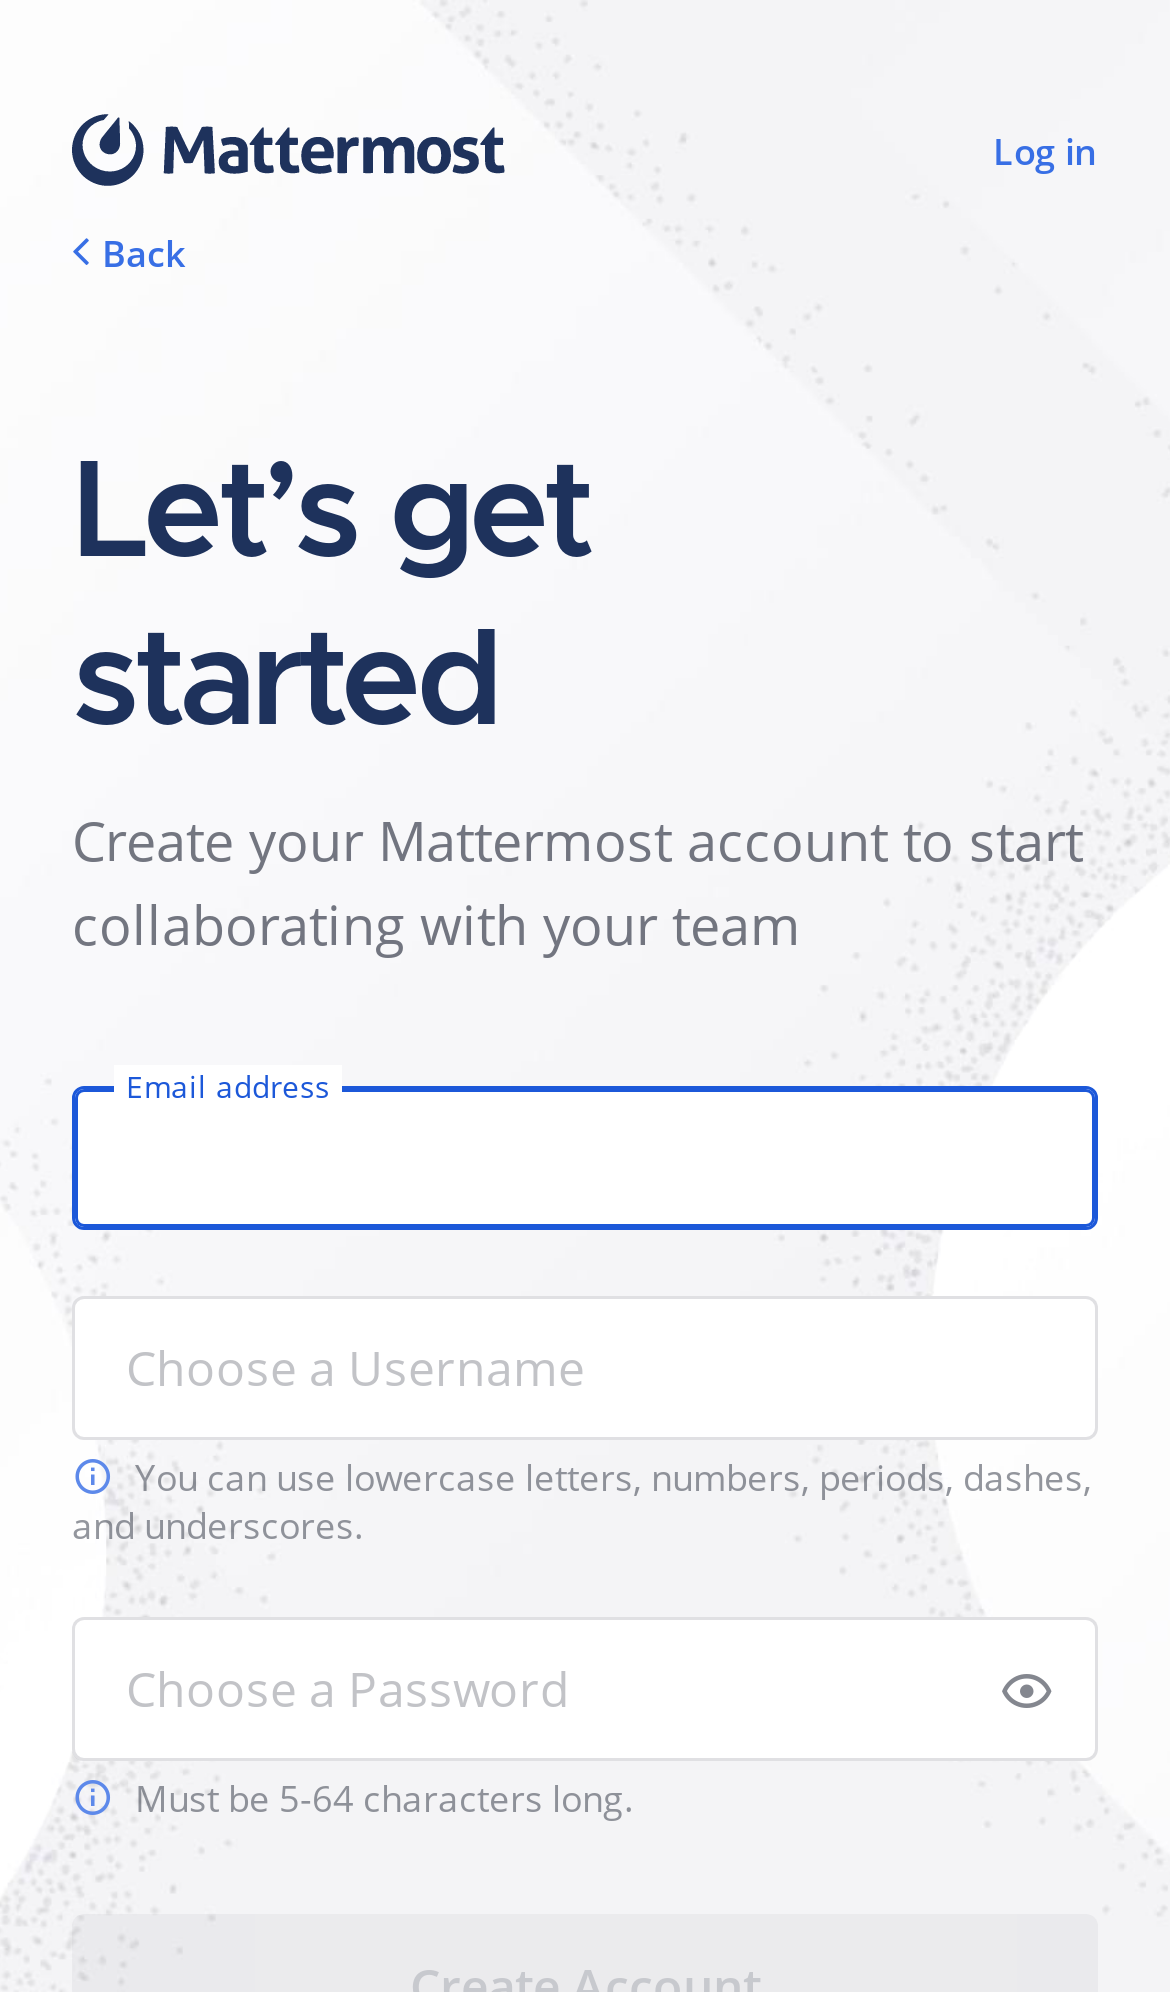 Mattermost
Log in
Back
Let’s get
started
Create your Mattermost account to start
collaborating with your team
Email address
Choose a Username
You can use lowercase letters, numbers, periods, dashes,
and underscores.
Choose a Password
Must be 5-64 characters long.
Create Account